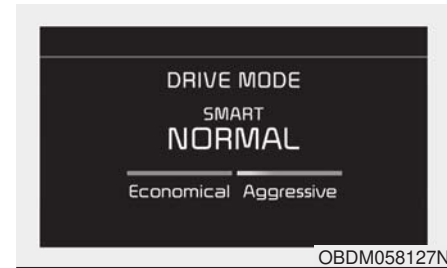 DRIVE MODE
SMART
NORMAL
Economical Aggressive
OBDM058127N